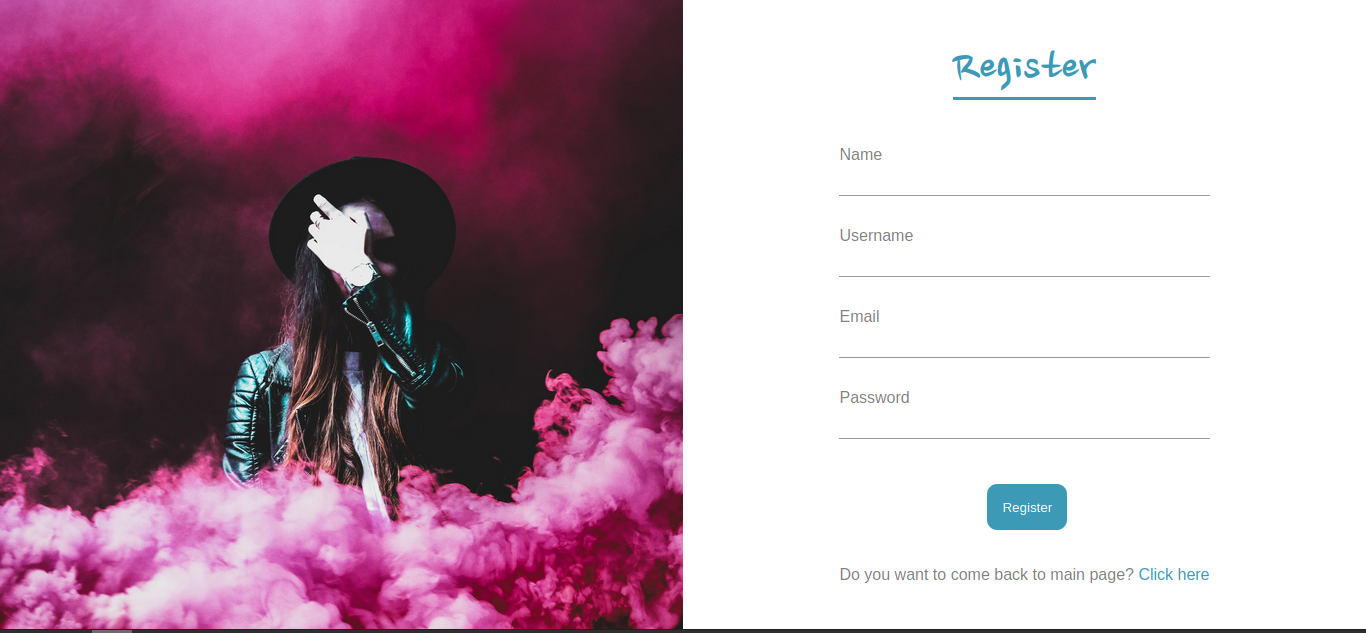 Register
Name
Username
Email
Password
Register
Do you want to come back to main page? Click here